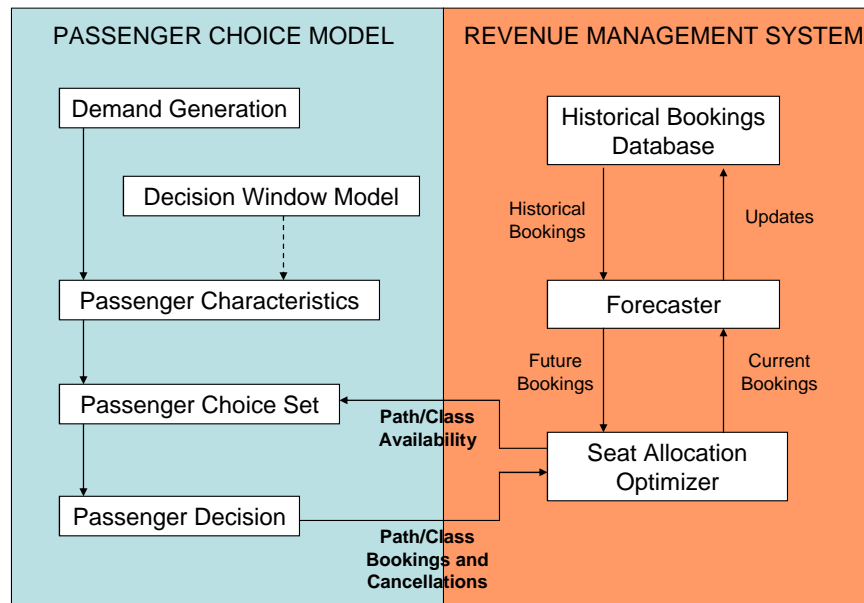 PASSENGER CHOICE MODEL
REVENUE MANAGEMENT SYSTEM
Demand Generation
Decision Window Model
Passenger Characteristics
Passenger Choice Set
Passenger Decision
Historical Bookings
Database
Historical
Bookings
Updates
Forecaster
Future
Bookings
Current
Bookings
Path/Class
Availability
Seat Allocation
Optimizer
Path/Class
Bookings and
Cancellations